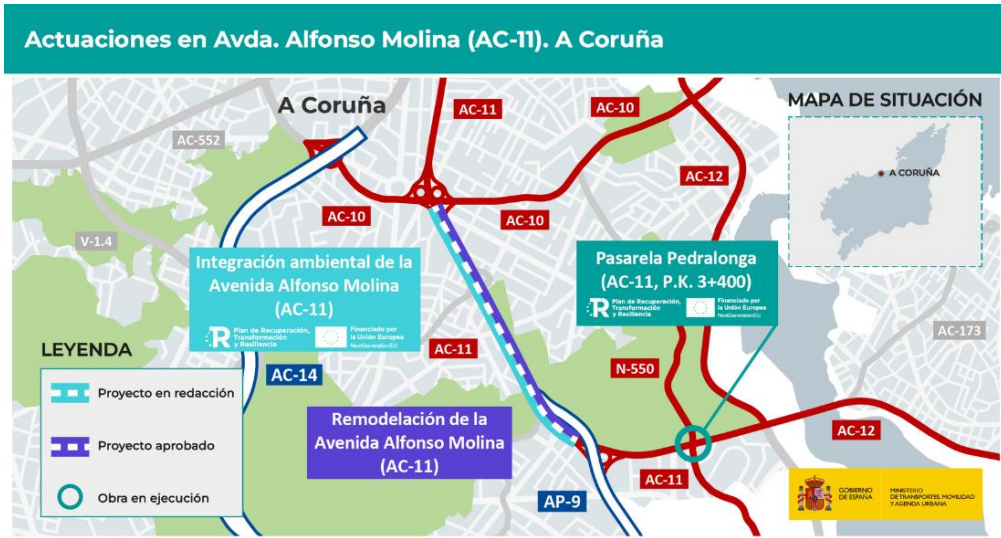 Actuaciones en Avda. Alfonso Molina (AC-11). A Coruña
A Coruña
AC-11
AC-10
MAPA DE SITUACIÓN
A CORUÑA
AC-552
AC-12
AC-10
AC-10
V-1.4
Integración ambiental de la
Avenida Alfonso Molina
(AC-11)
Plan de Recuperación,
Transformación
y Resiliencia
Financiado por
la Unión Europea
NextGenerationEU
Pasarela Pedralonga
(AC-11, P.K. 3+400)
Plan de Recuperación,
Transformación
y Resiliencia
Financiado por
la Unión Europea
NextGenerationEU
AC-173
AC-11
N-550
AC-14
LEYENDA
Proyecto en redacción
Proyecto aprobado
Obra en ejecución
Remodelación de la
Avenida Alfonso Molina
(AC-11)
AC-12
AC-11
AP-9
GOBIERNO
DE ESPAÑA
MINISTERIO
DE TRANSPORTES, MOVILIDAD
Y AGENDA URBANA